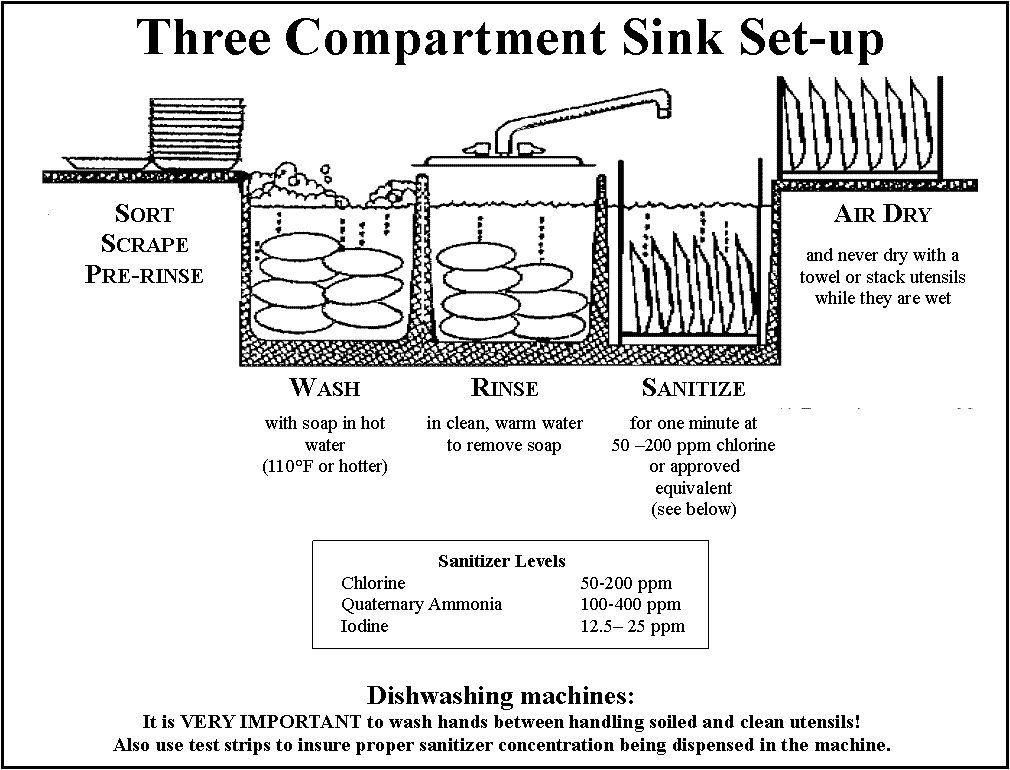 Three Compartment Sink Set-up
SORT
SCRAPE
PRE-RINSE
AIR DRY
and never dry with a
towel or stack utensils
while they are wet
WASH
with soap in hot
water
(110°F or hotter)
RINSE
in clean, warm water
to remove soap
SANITIZE
for one minute at
50 –200 ppm chlorine
or approved
equivalent
(see below)
Sanitizer Levels
Chlorine 50-200 ppm
Quaternary Ammonia 100-400 ppm
Iodine 12.5– 25 ppm
Dishwashing machines:
It is VERY IMPORTANT to wash hands between handling soiled and clean utensils!
Also use test strips to insure proper sanitizer concentration being dispensed in the machine.